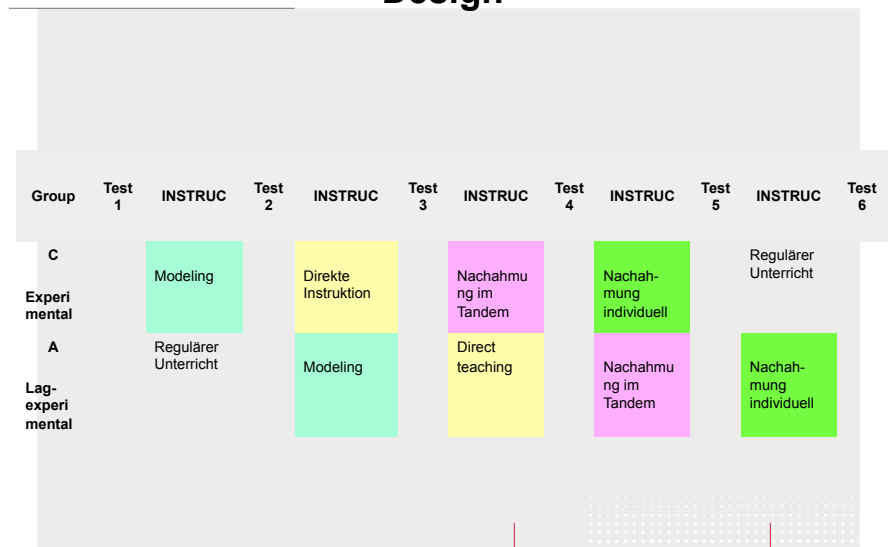 Design
Group
Test
1
INSTRUC
Test
2
INSTRUC
Test
3
INSTRUC
Test
4
INSTRUC
Test
5
INSTRUC
Test
6
C
Experi
mental
Modeling
Direkte
Instruktion
Nachahmu
ng im
Tandem
Nachah-
mung
individuell
Regulärer
Unterricht
A
Lag-
experi
mental
Regulärer
Unterricht
Modeling
Direct
teaching
Nachahmu
ng im
Tandem
Nachah-
mung
individuell